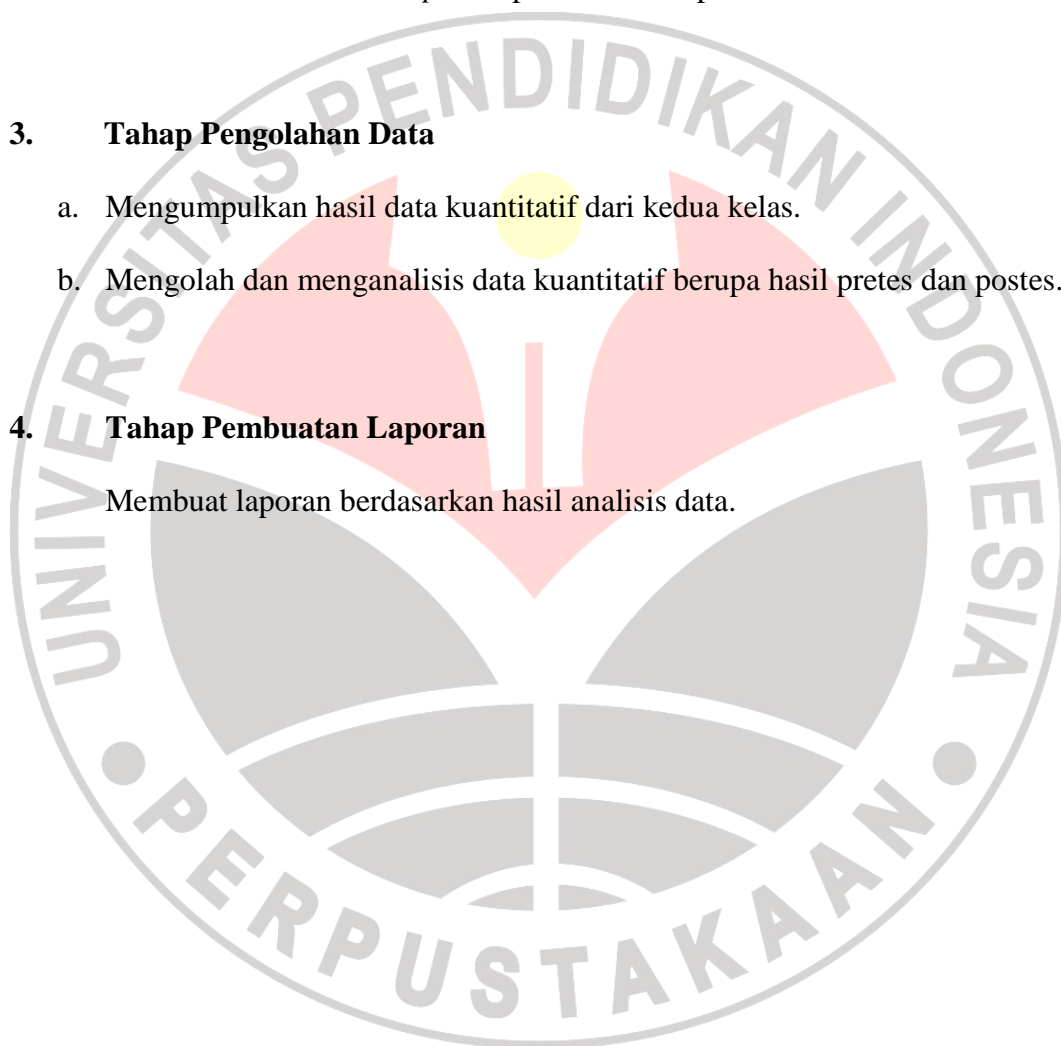 3. Tahap Pengolahan Data
a. Mengumpulkan hasil data kuantitatif dari kedua kelas.
b. Mengolah dan menganalisis data kuantitatif berupa hasil pretes dan postes.
4. Tahap Pembuatan Laporan
Membuat laporan berdasarkan hasil analisis data.
UNIVERSITAS PENDIDIKAN INDONESIA
PERPUSTAKAAN